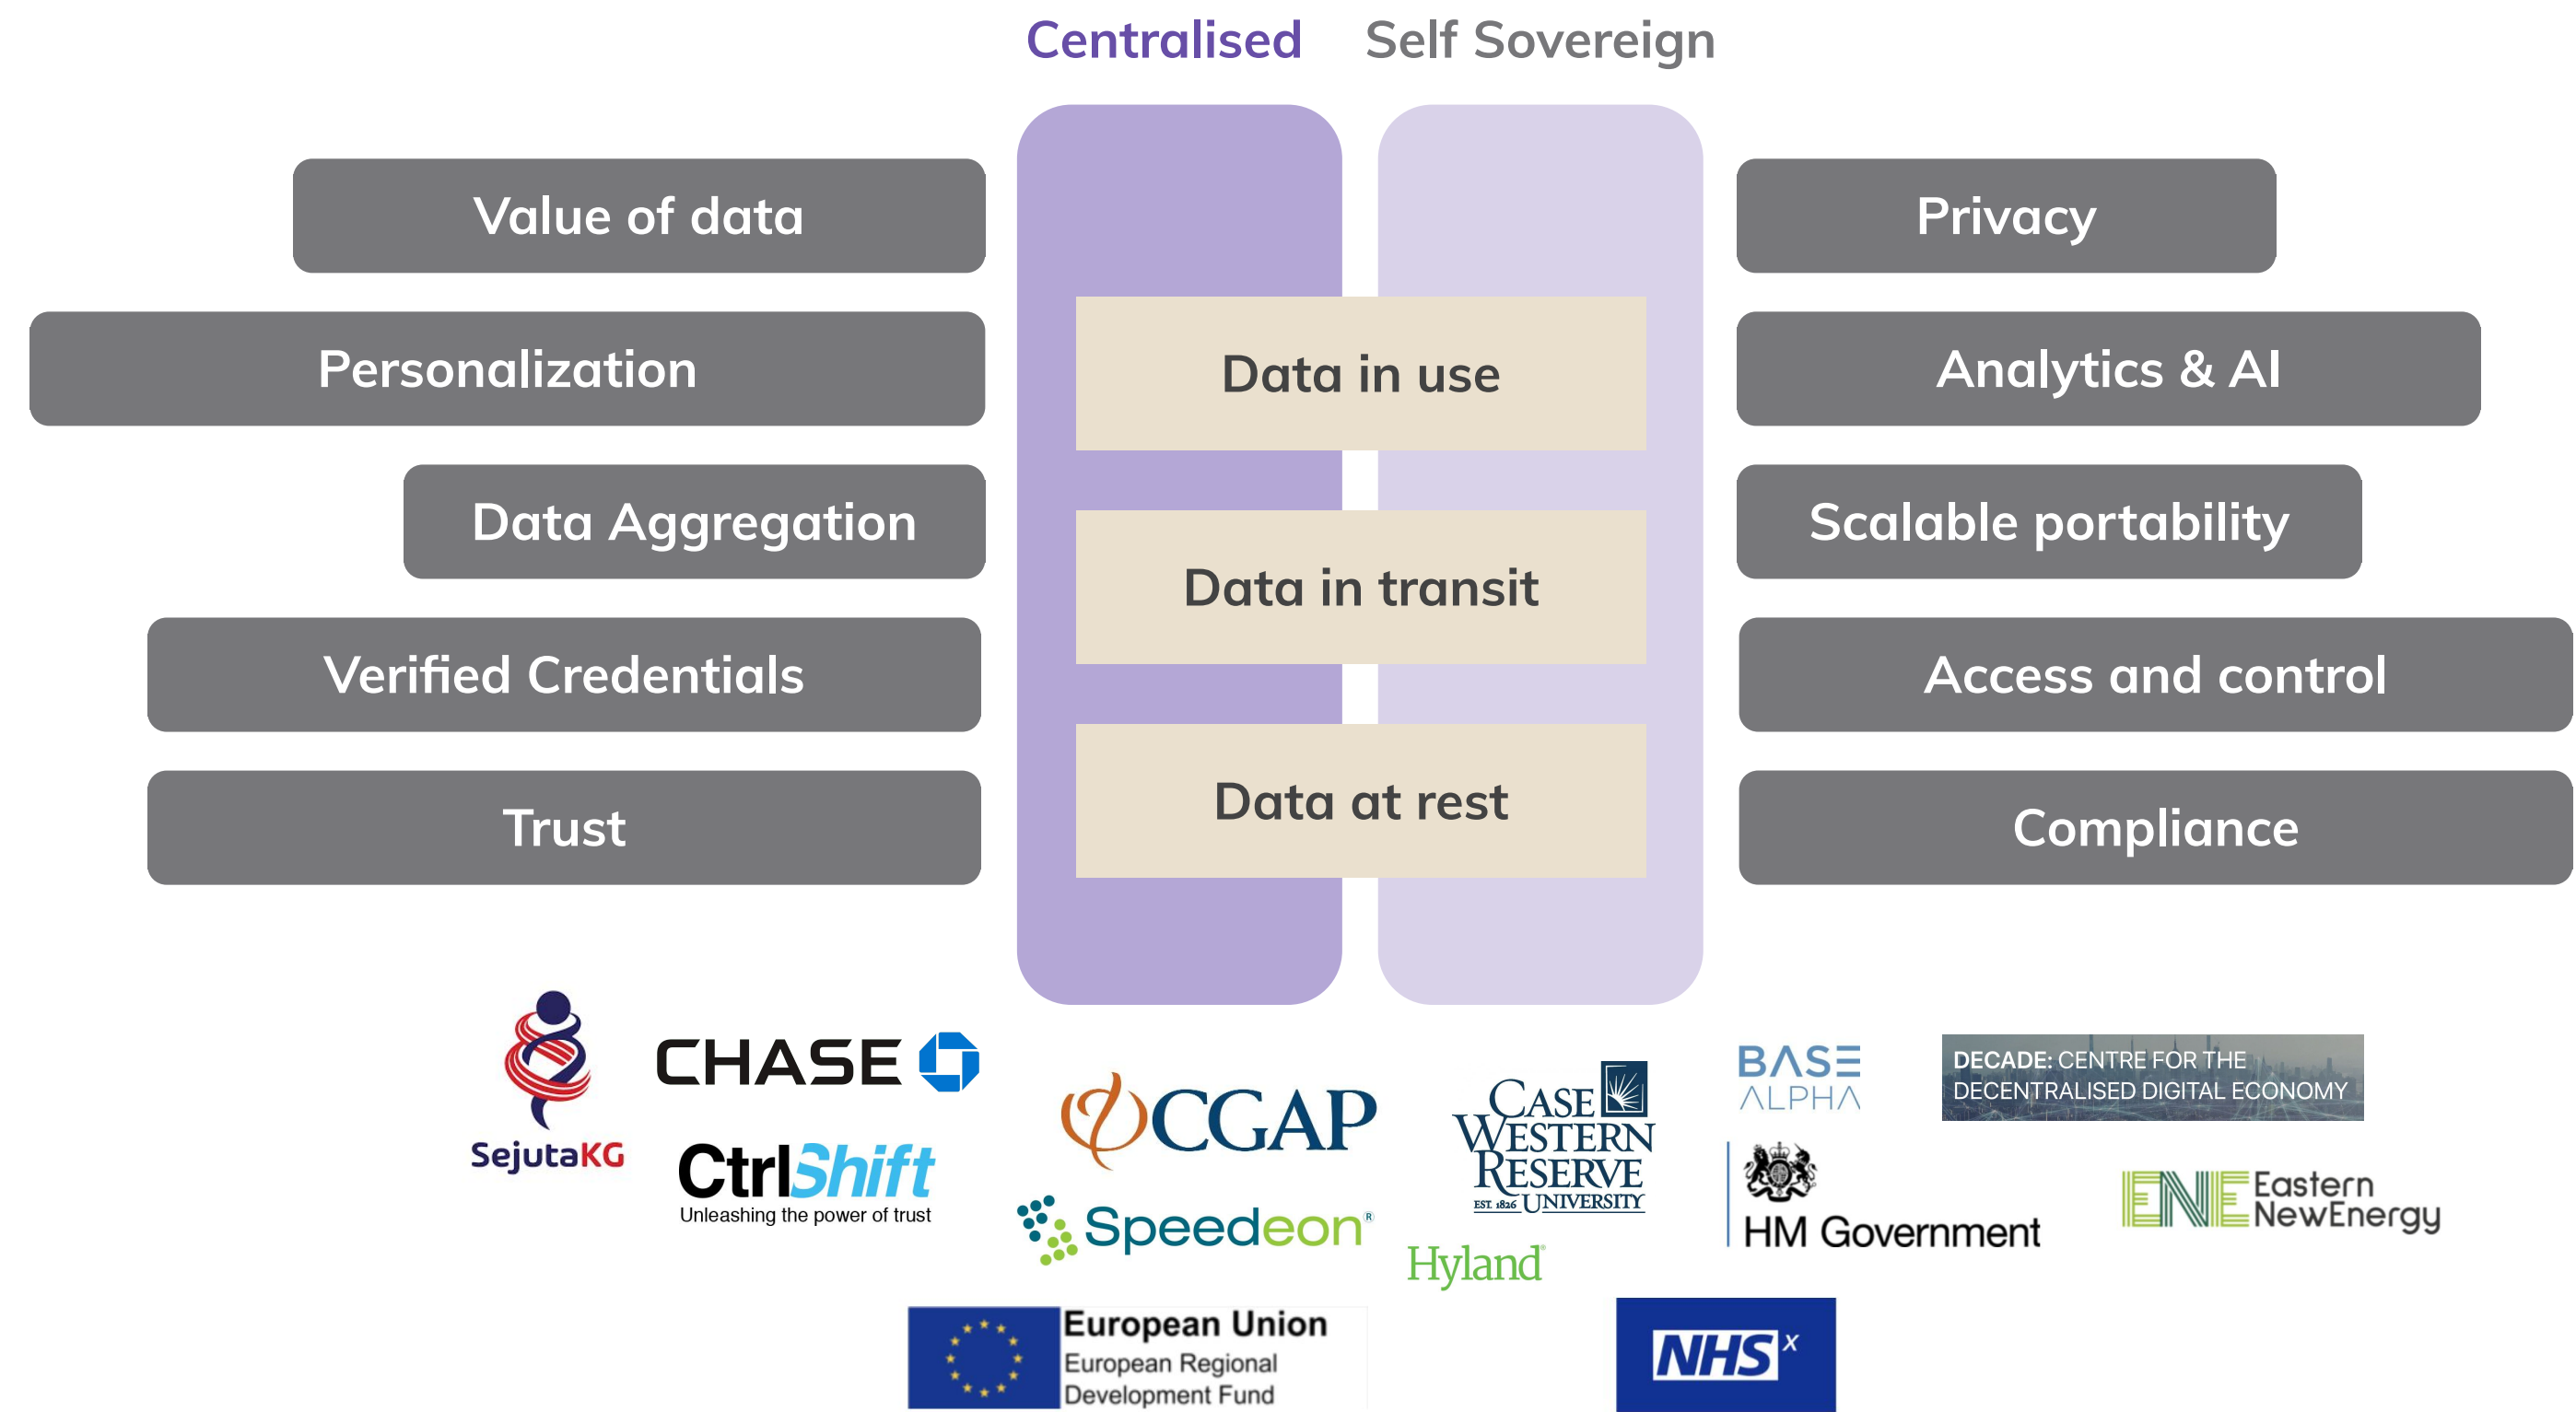 Centralised
Self Sovereign
Value of data
Privacy
Personalization
Data in use
Analytics & AI
Data Aggregation
Scalable portability
Data in transit
Verified Credentials
Access and control
Data at rest
Trust
Compliance
SejutaKG
CHASE
CtrlShift
Unleashing the power of trust
CGAP
Speedeon®
CASE
WESTERN
RESERVE
EST. 1826 UNIVERSITY
Hyland®
BASE
ALPHA
DECADE: CENTRE FOR THE
DECENTRALISED DIGITAL ECONOMY
HM Government
ENE Eastern
NewEnergy
European Union
European Regional
Development Fund
NHSX